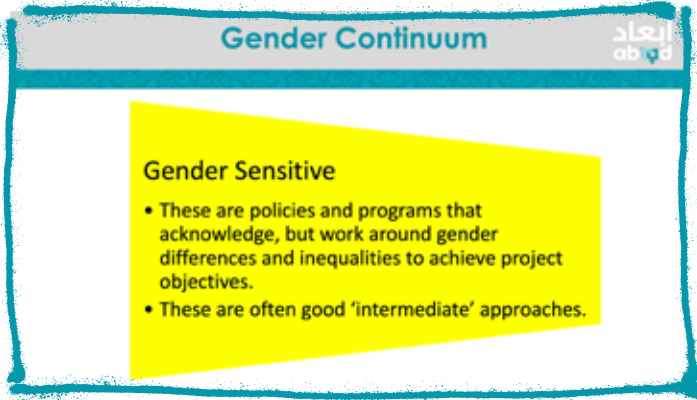 Gender Continuum
ابعاد
abaad
Gender Sensitive
• These are policies and programs that
acknowledge, but work around gender
differences and inequalities to achieve project
objectives.
• These are often good ‘intermediate’ approaches.